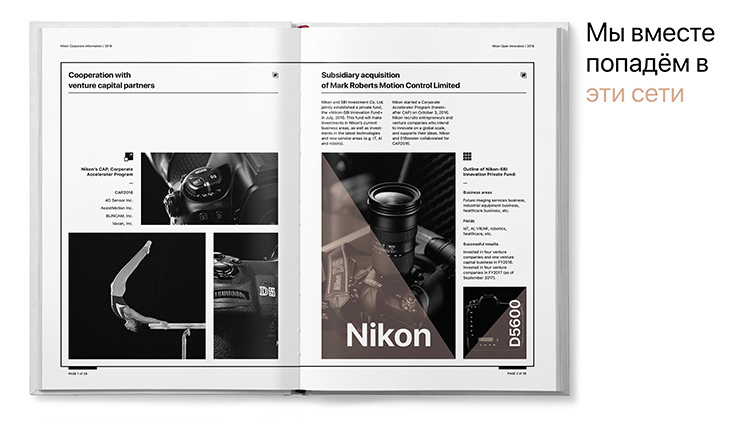 Nikon Corporate Information / 2018
Nikon Open Innovation / 2018
Cooperation with
venture capital partners
Subsidiary acquisition
of Mark Roberts Motion Control Limited
Nikon and SBI Investment Co. Ltd.
jointly established a private fund,
the «Nikon-SBI Innovation Fund»
in July, 2016. This fund will make
investments in Nikon's current
business areas, as well as invest-
ments in the latest technologies
and new service areas (e.g. IT, AI
and robots).
Nikon started a Corporate
Accelerator Program (herein-
after CAP) on October 3, 2016.
Nikon recruits entrepreneurs and
venture companies who intend
to innovate on a global scale,
and supports their ideas. Nikon
and 01Booster collaborated for
CAP2016.
Nikon's CAP, Corporate
Accelerator Program
—
CAP2016
4D Sensor Inc.
AssistMotion Inc.
BLINCAM, Inc.
Vecan, Inc.
Outline of Nikon-SBI
Innovation Private Fund:
—
Business areas
Future imaging services business,
industrial equipment business,
healthcare business, etc.
Fields
IoT, AI, VR/AR, robotics,
healthcare, etc.
Successful results
Invested in four venture
companies and one venture
capital business in FY2016.
Invested in four venture
companies in FY2017 (as of
September 2017).
Nikon
D5600
PAGE 1 of 28
PAGE 2 of 28
Мы вместе
попадём в
эти сети